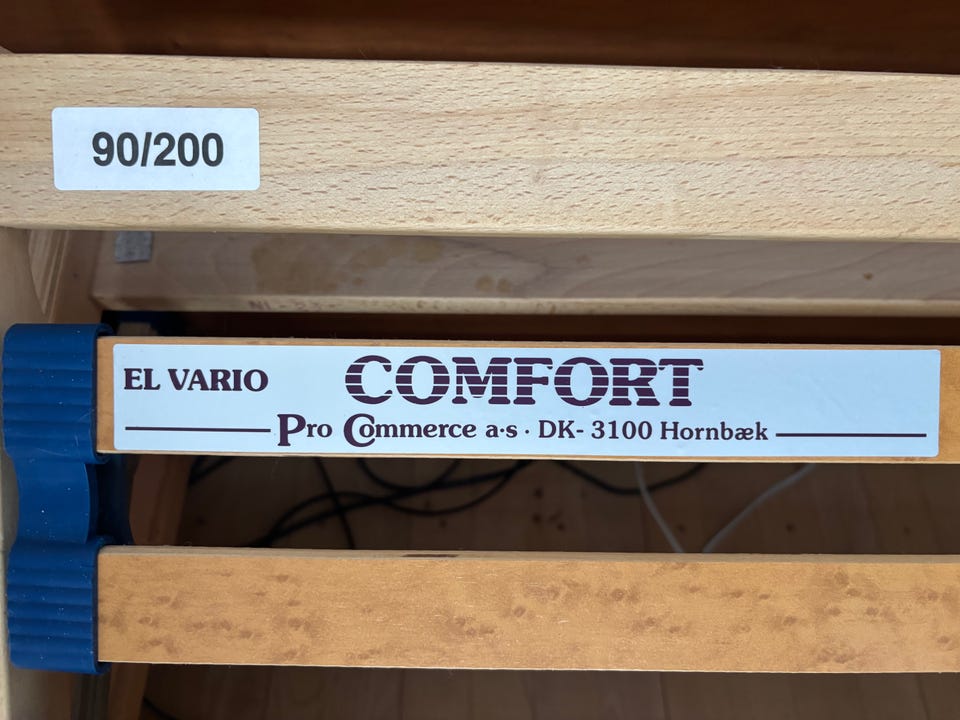 90/200
EL VARIO COMFORT
Pro Commerce a·s · DK- 3100 Hornbæk